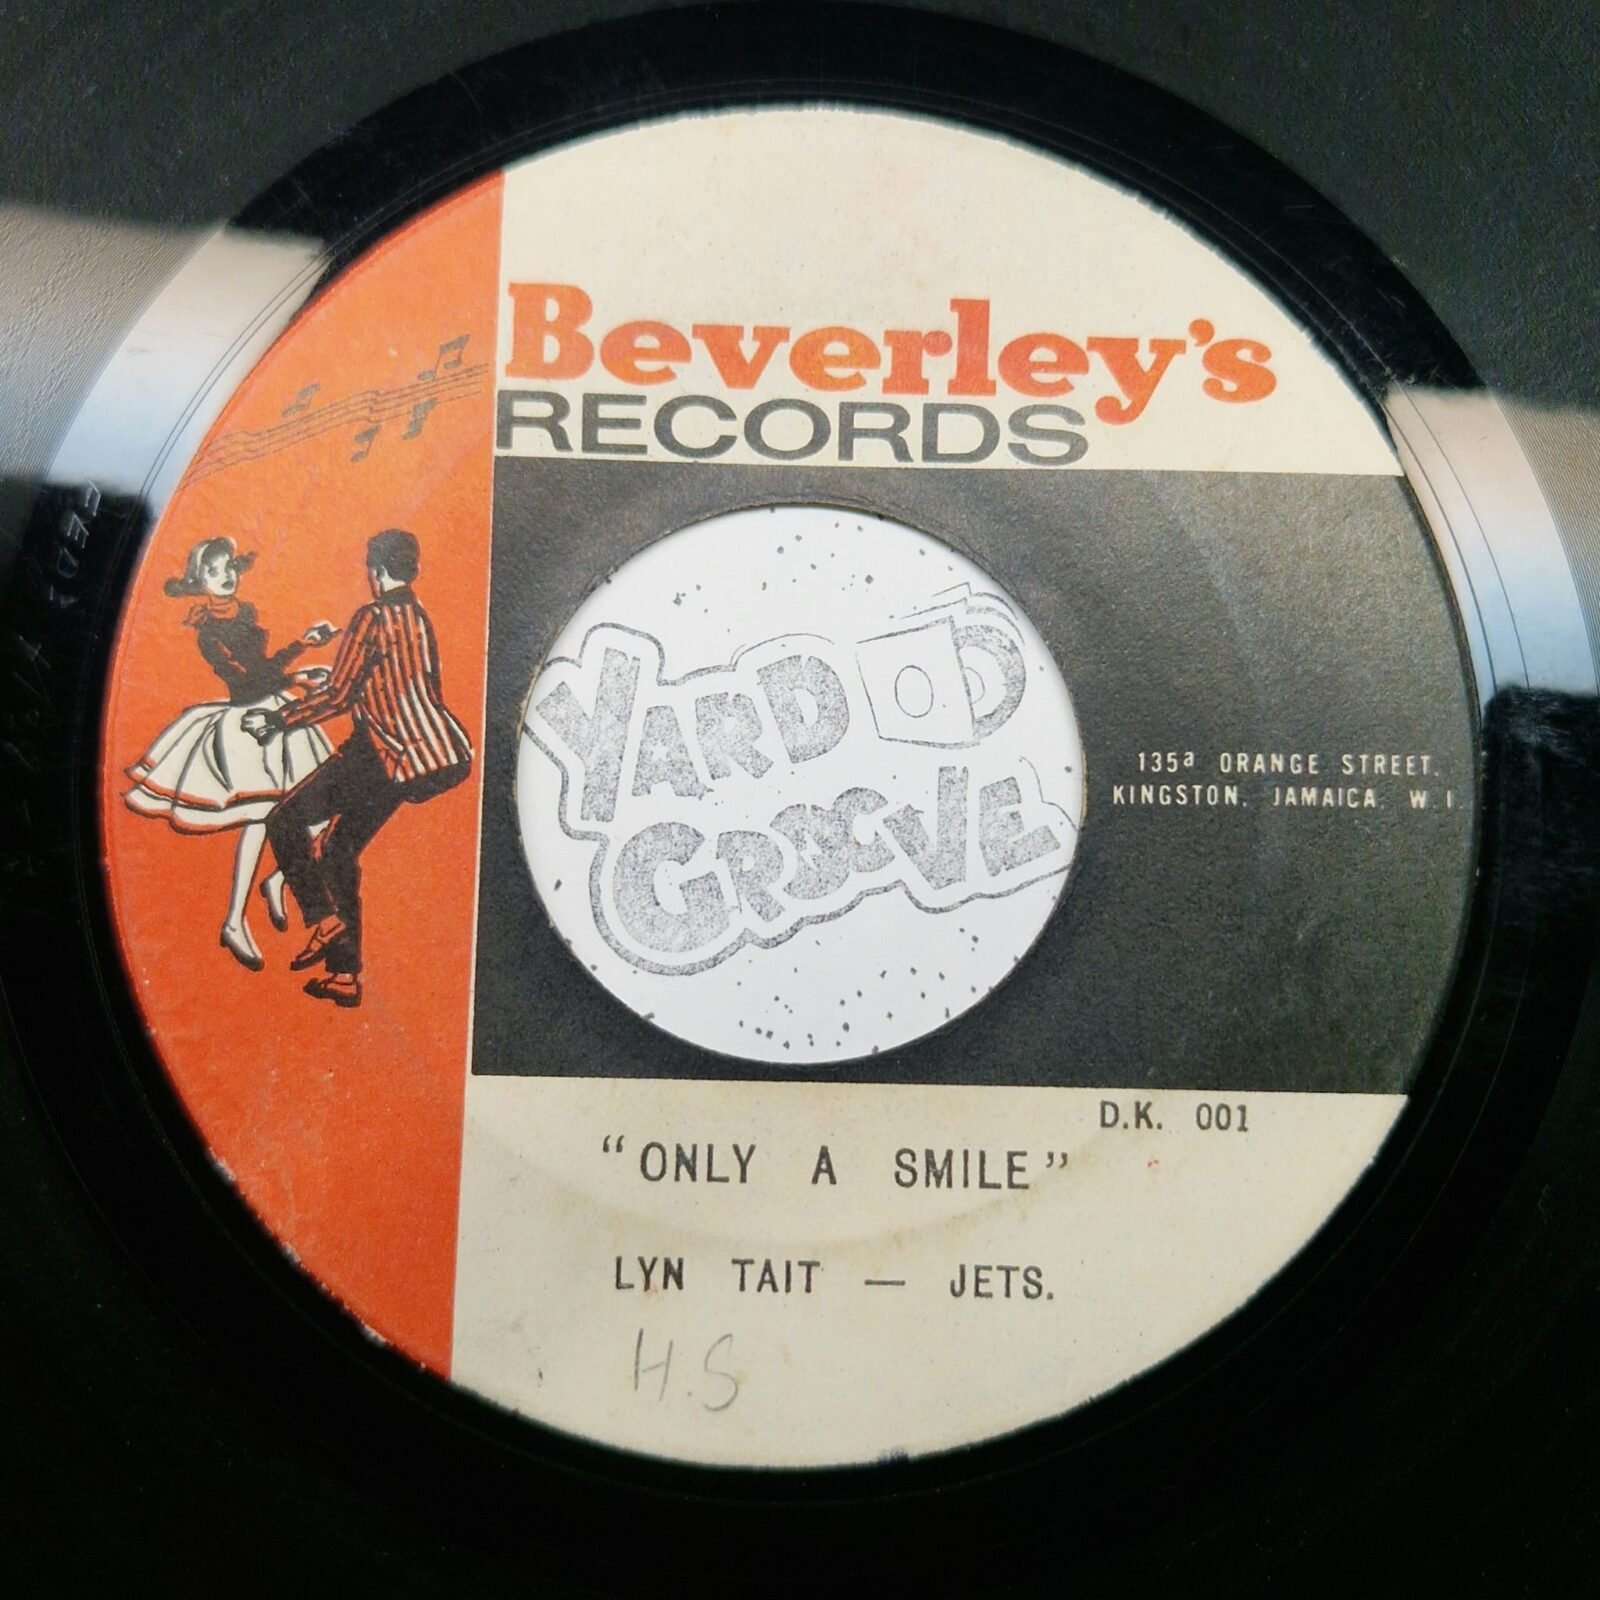 Beverley's
RECORDS
YARD
GROOVE
135a ORANGE STREET.
KINGSTON. JAMAICA. W.I.
D.K. 001
"ONLY A SMILE"
LYN TAIT — JETS.
H.S